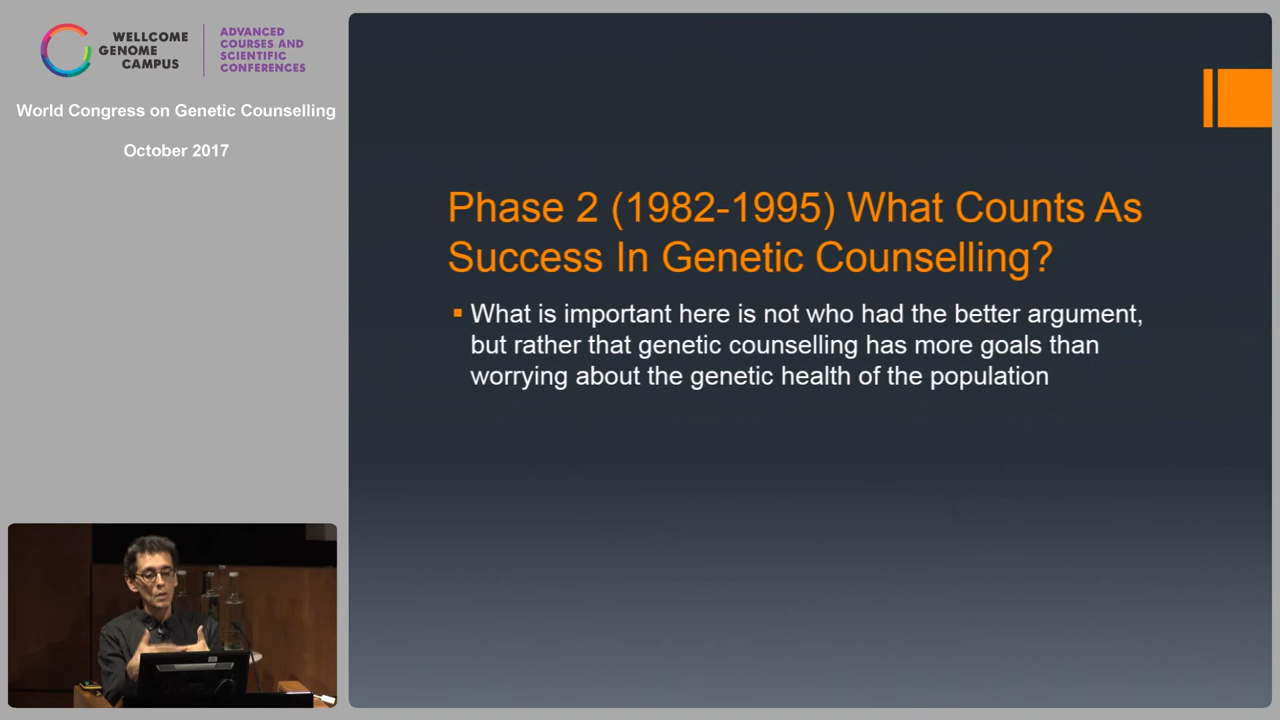 WELLCOME
GENOME
CAMPUS
ADVANCED
COURSES AND
SCIENTIFIC
CONFERENCES
World Congress on Genetic Counselling
October 2017
Phase 2 (1982-1995) What Counts As
Success In Genetic Counselling?
What is important here is not who had the better argument,
but rather that genetic counselling has more goals than
worrying about the genetic health of the population